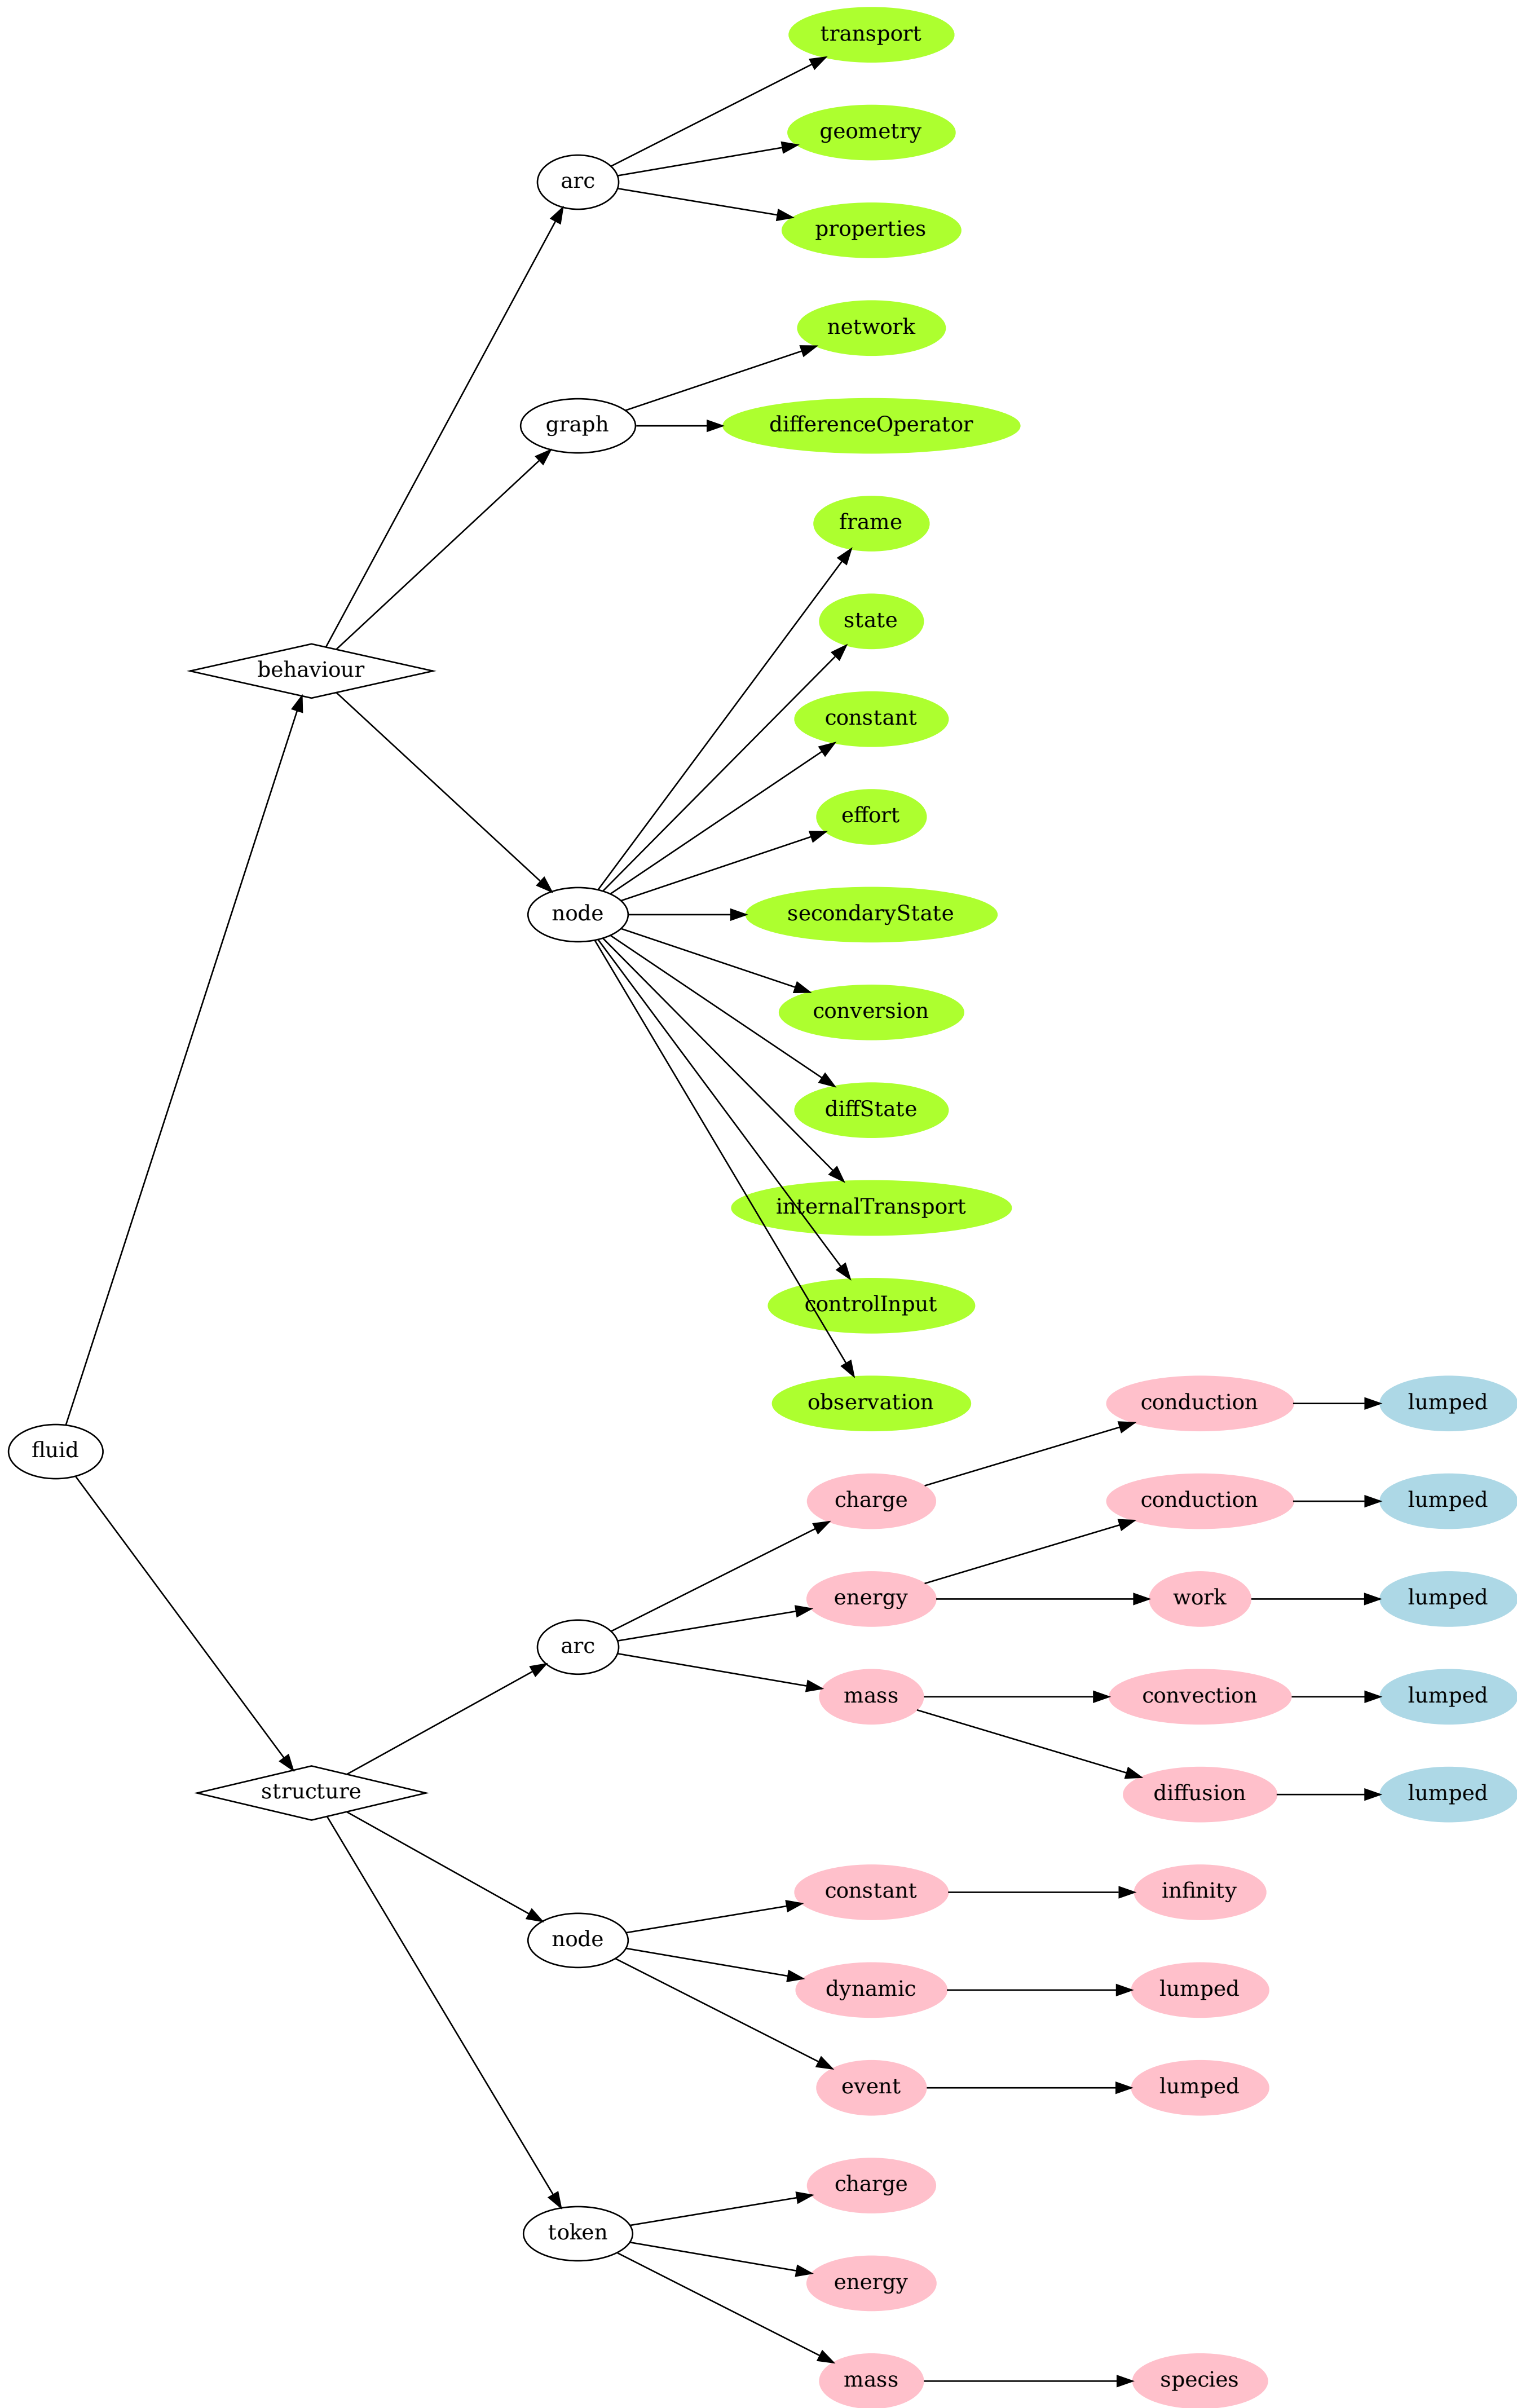 transport
geometry
arc
properties
network
graph
differenceOperator
frame
state
behaviour
constant
effort
node
secondaryState
conversion
diffState
internalTransport
controlInput
observation
conduction
lumped
fluid
charge
conduction
lumped
energy
work
lumped
arc
mass
convection
lumped
structure
diffusion
lumped
constant
infinity
node
dynamic
lumped
event
lumped
charge
token
energy
mass
species